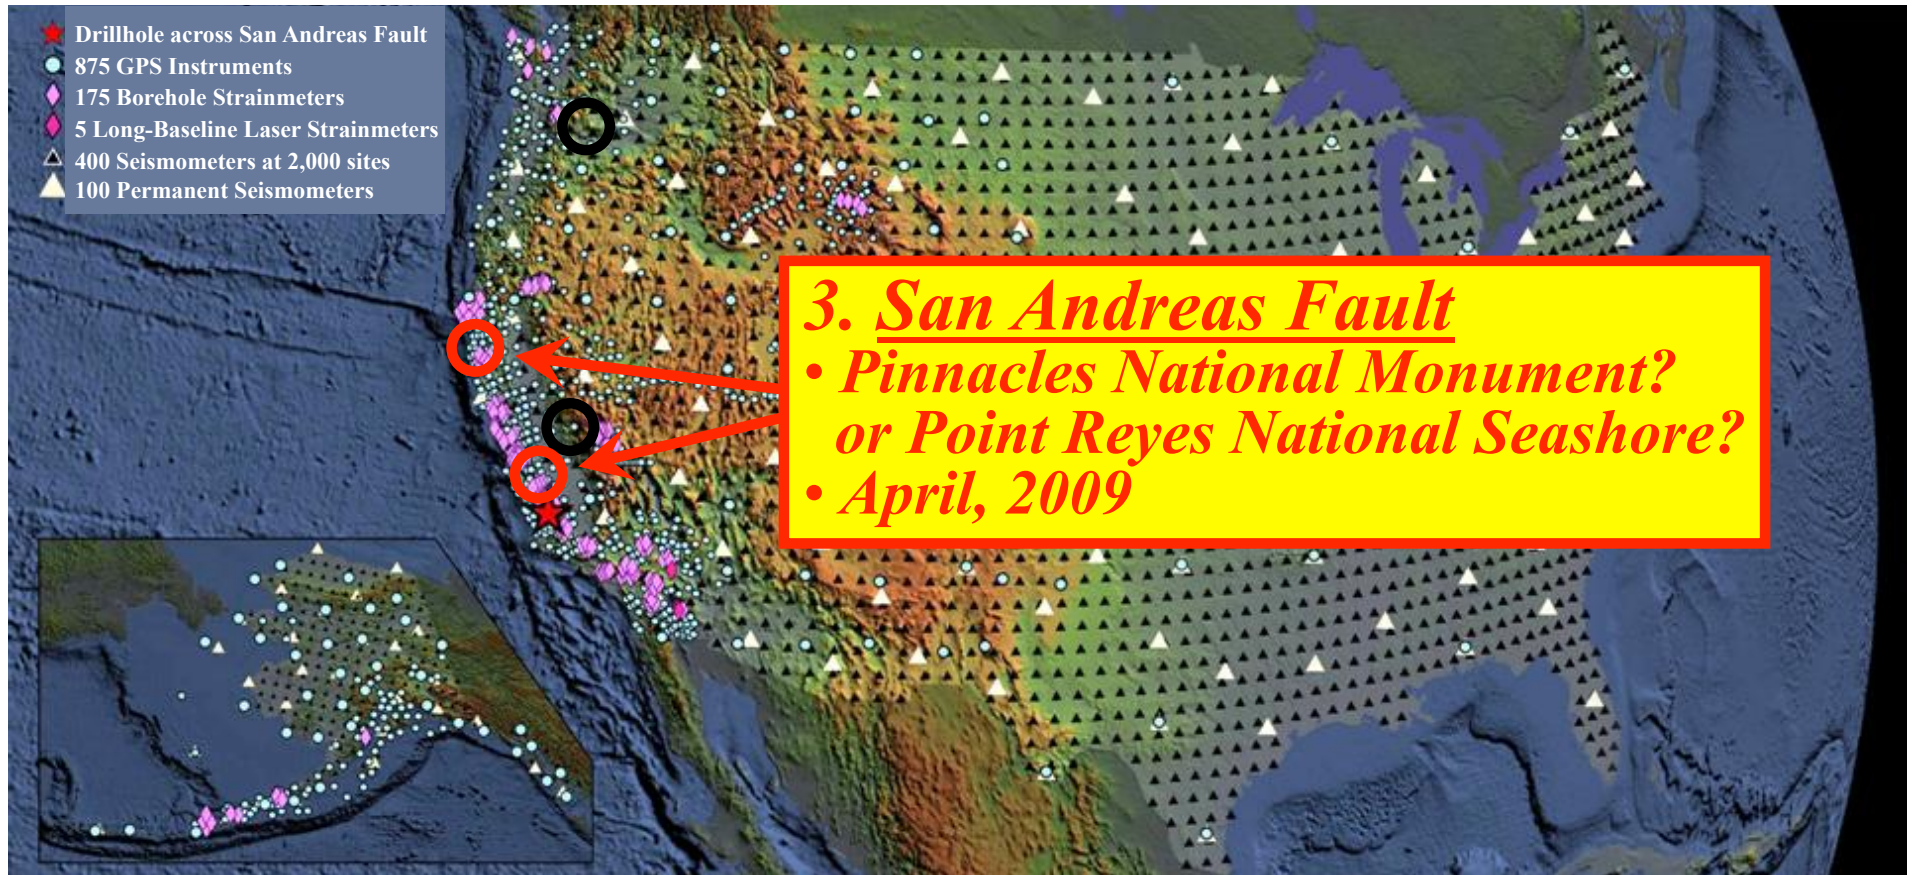 Drillhole across San Andreas Fault
875 GPS Instruments
175 Borehole Strainmeters
5 Long-Baseline Laser Strainmeters
400 Seismometers at 2,000 sites
100 Permanent Seismometers
3. San Andreas Fault
• Pinnacles National Monument?
or Point Reyes National Seashore?
• April, 2009